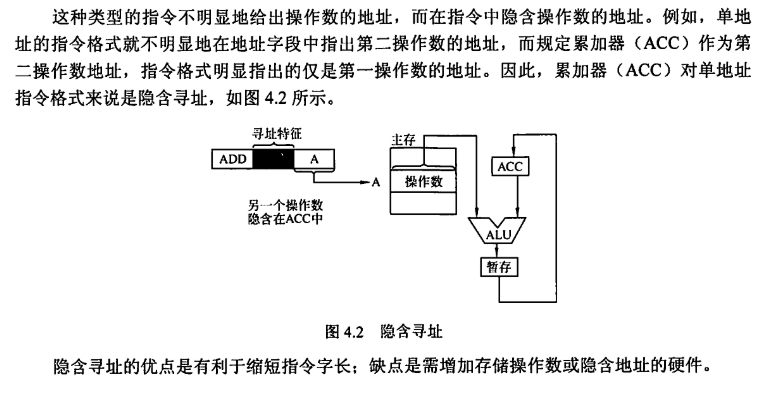 这种类型的指令不明显地给出操作数的地址，而在指令中隐含操作数的地址。例如，单地
址的指令格式就不明显地在地址字段中指出第二操作数的地址，而规定累加器（ACC）作为第
二操作数地址，指令格式明显指出的仅是第一操作数的地址。因此，累加器（ACC）对单地址
指令格式来说是隐含寻址，如图 4.2 所示。
寻址特征
主存
ADD
A
A
操作数
ACC
另一个操作数
隐含在ACC中
ALU
暂存
图 4.2 隐含寻址
隐含寻址的优点是有利于缩短指令字长；缺点是需增加存储操作数或隐含地址的硬件。